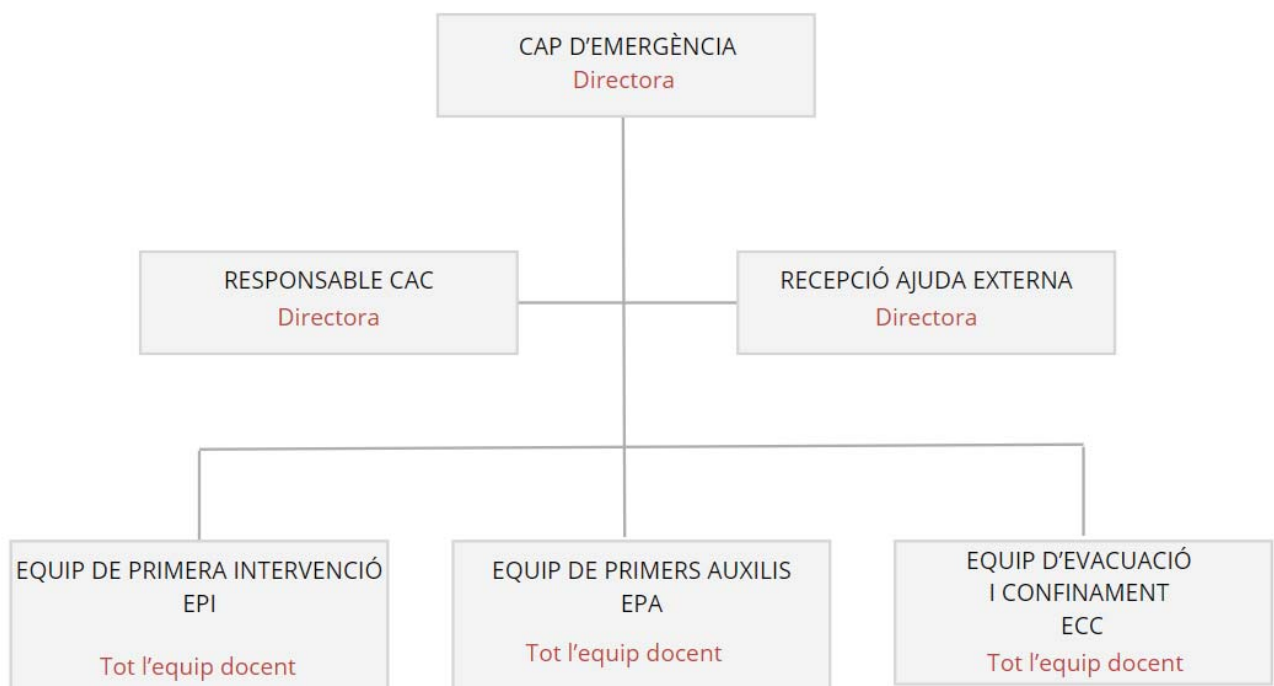 CAP D'EMERGÈNCIA
Directora
RESPONSABLE CAC
Directora
RECEPCIÓ AJUDA EXTERNA
Directora
EQUIP DE PRIMERA INTERVENCIÓ
EPI
Tot l'equip docent
EQUIP DE PRIMERS AUXILIS
EPA
Tot l'equip docent
EQUIP D'EVACUACIÓ
I CONFINAMENT
ECC
Tot l'equip docent